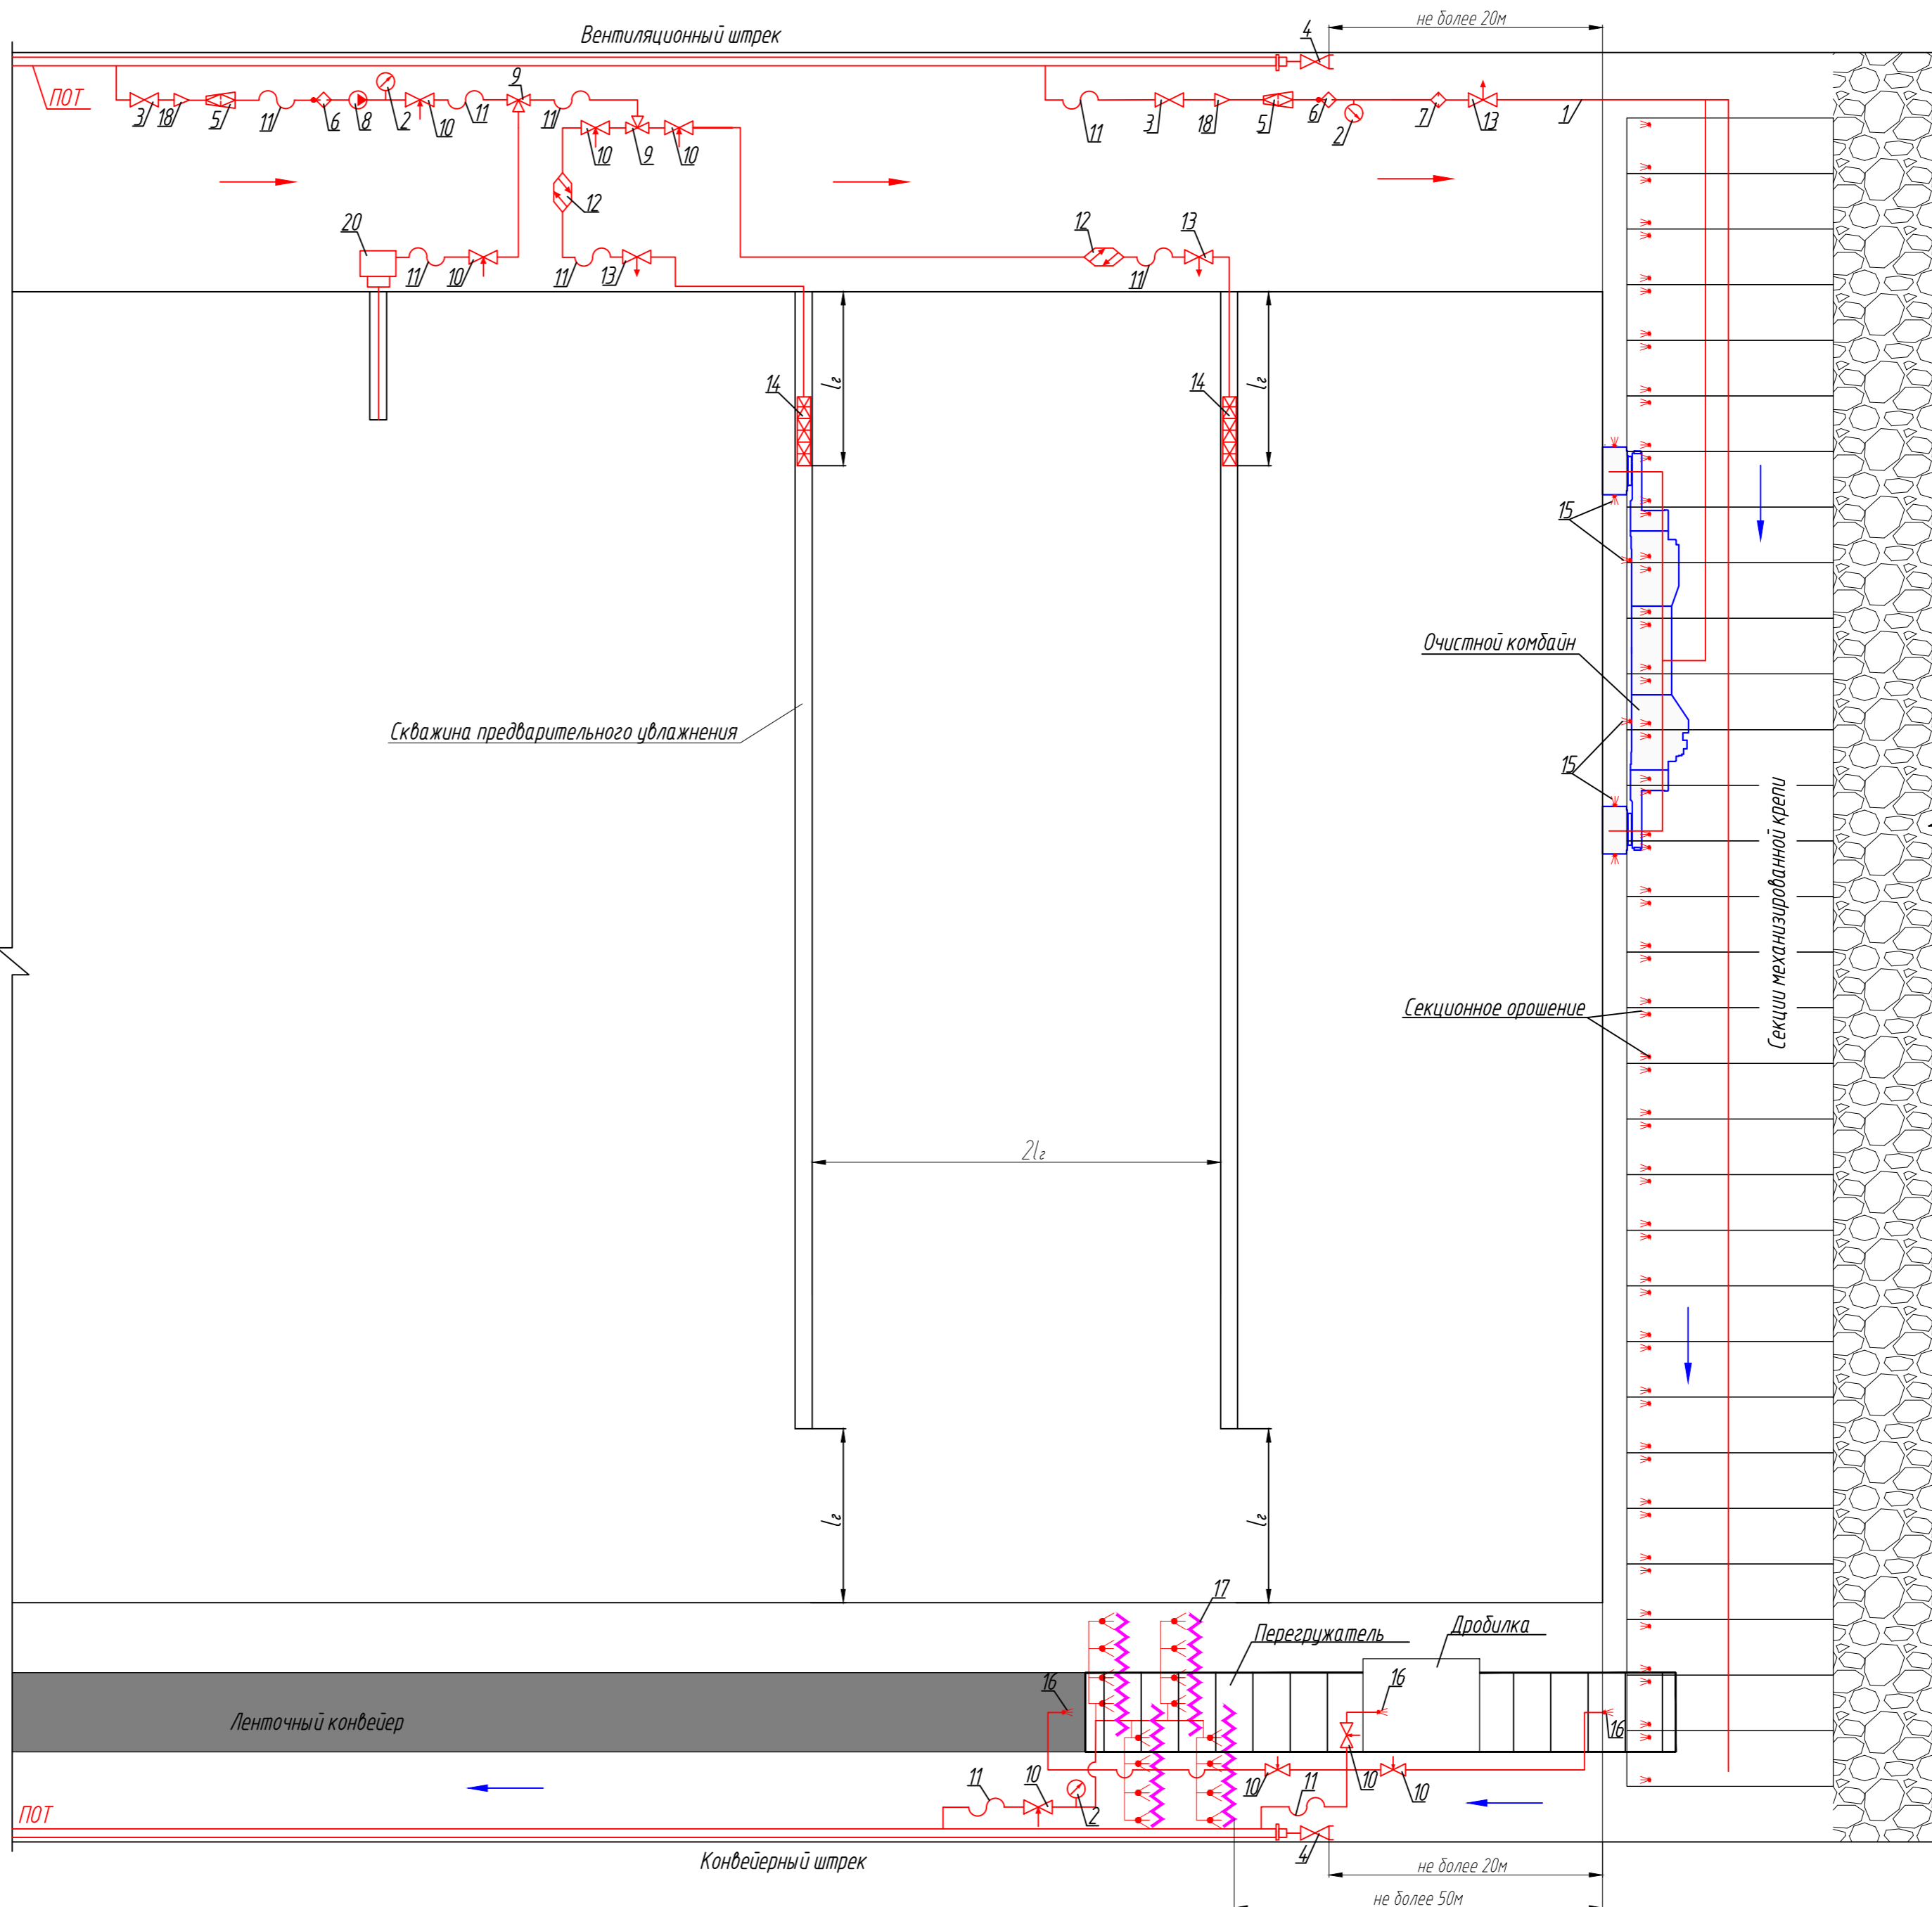 не более 20м
Вентиляционный штрек
4
ПОТ
3
18
5
11
6
8
2
10
11
9
11
11
3
18
5
6
2
7
13
1
10
9
10
12
20
11
10
11
13
12
11
13
14
lг
14
lг
15
Очистной комбайн
Скважина предварительного увлажнения
15
Секции механизированной крепи
Секционное орошение
2lг
lг
lг
17
Перегружатель
Дробилка
16
16
16
Ленточный конвейер
11
10
2
10
11
10
10
ПОТ
4
Конвейерный штрек
не более 20м
не более 50м